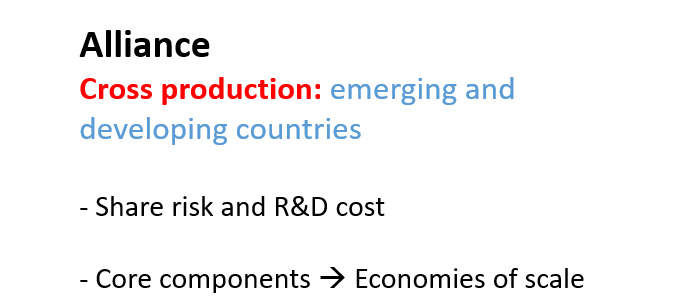 Alliance
Cross production: emerging and
developing countries
- Share risk and R&D cost
- Core components → Economies of scale